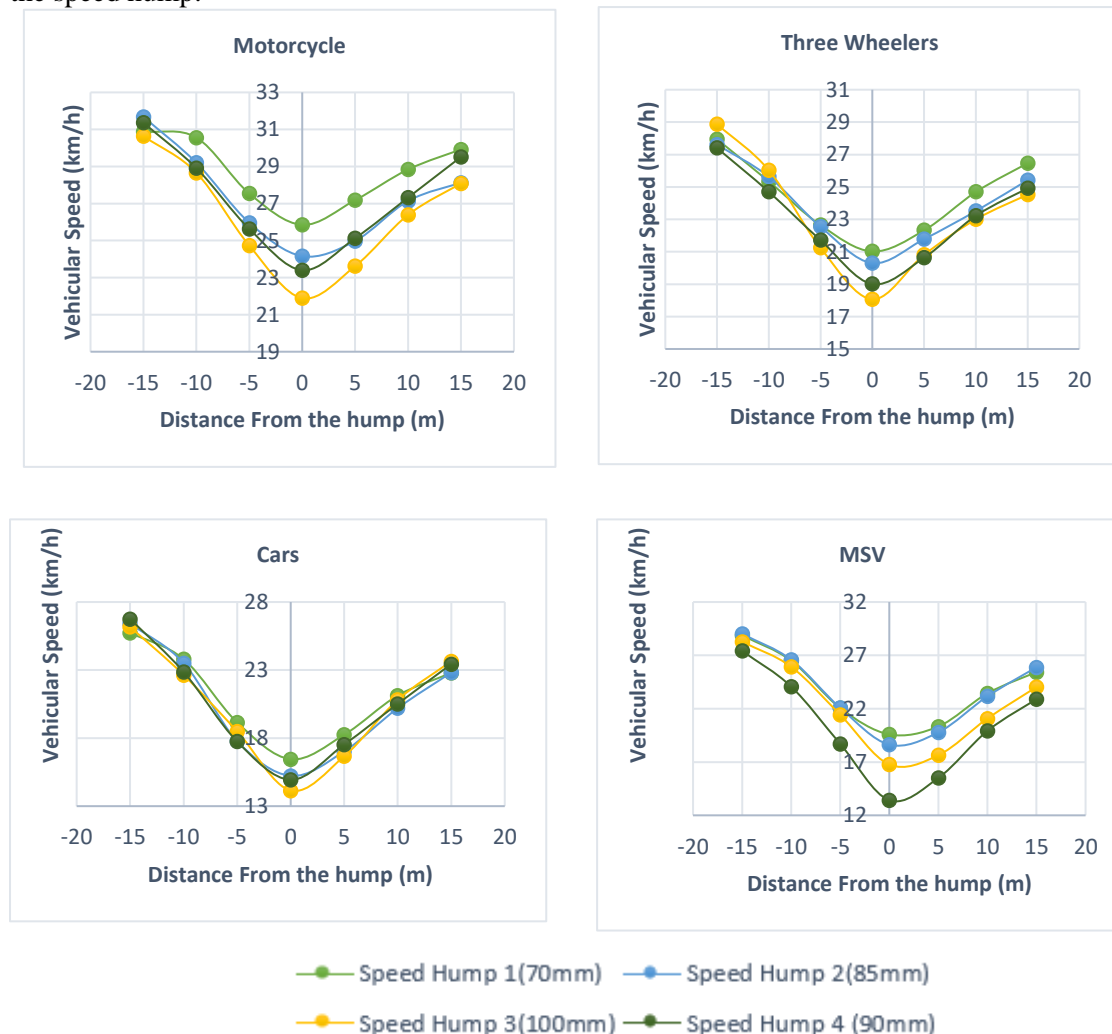 the speed hump.
Motorcycle
Vehicular Speed (km/h)
33
31
29
27
25
23
21
19
-20 -15 -10 -5 0 5 10 15 20
Distance From the hump (m)
Three Wheelers
Vehicular Speed (km/h)
31
29
27
25
23
21
19
17
15
-20 -15 -10 -5 0 5 10 15 20
Distance From the hump (m)
Cars
Vehicular Speed (km/h)
28
23
18
13
-20 -15 -10 -5 0 5 10 15 20
Distance From the hump (m)
MSV
Vehicular Speed (km/h)
32
27
22
17
12
-20 -15 -10 -5 0 5 10 15 20
Distance From the hump (m)
Speed Hump 1(70mm) Speed Hump 2(85mm)
Speed Hump 3(100mm) Speed Hump 4 (90mm)